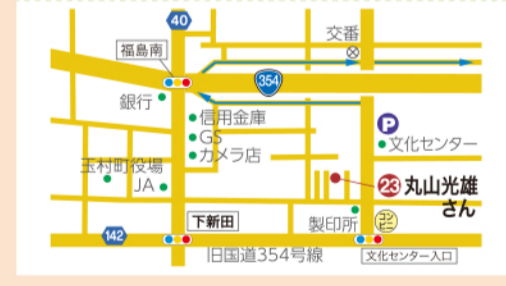 40
交番
福島南
354
銀行
信用金庫
GS
カメラ店
P
文化センター
玉村町役場
JA
23 丸山光雄
さん
142
下新田
製印所
コンビニ
旧国道354号線
文化センター入口